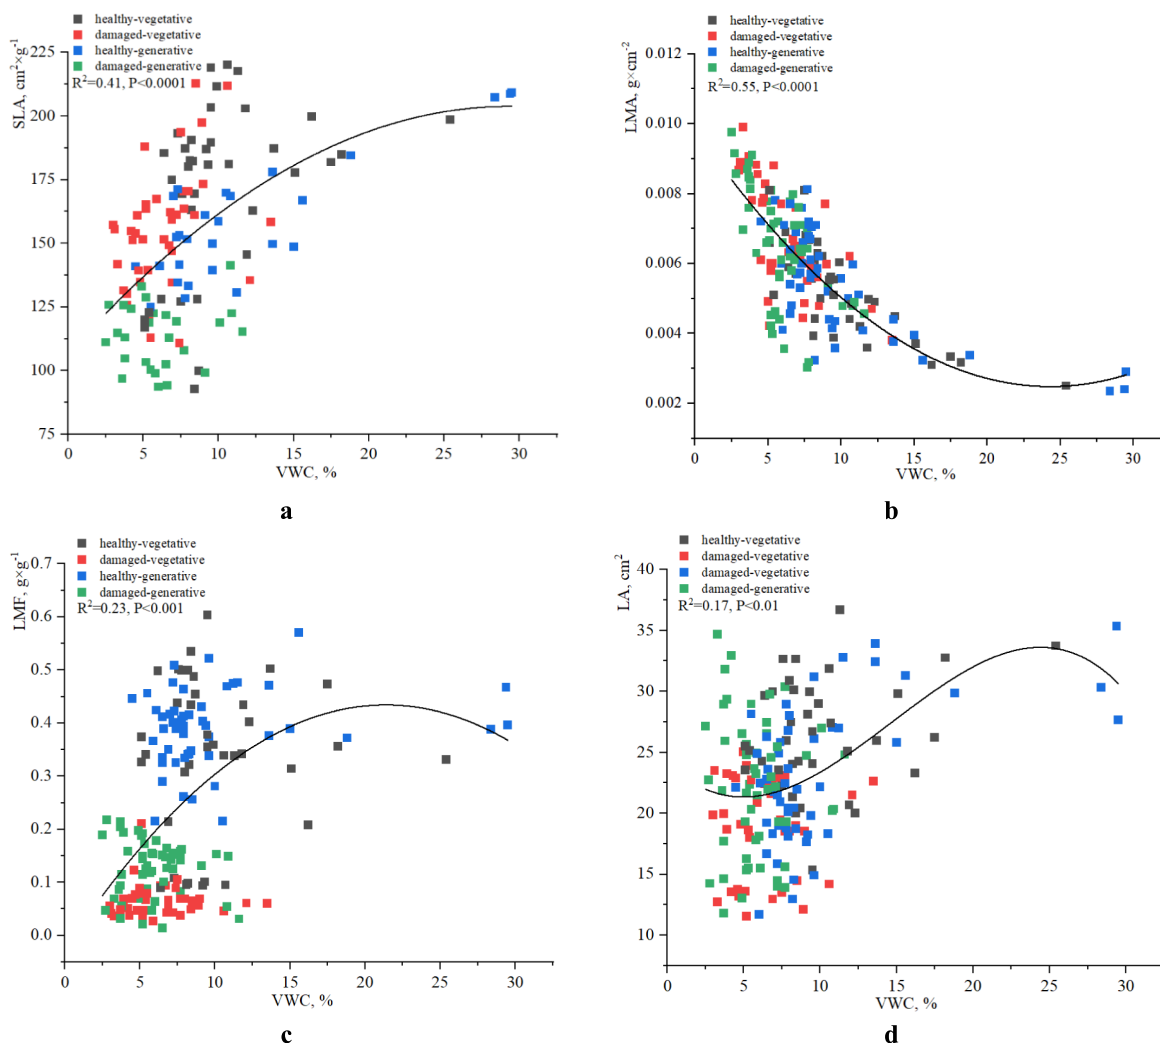 healthy-vegetative
damaged-vegetative
healthy-generative
damaged-generative
R²=0.41, P<0.0001
SLA, cm²×g⁻¹
225
200
175
150
125
100
75
0 5 10 15 20 25 30
VWC, %
a
healthy-vegetative
damaged-vegetative
healthy-generative
damaged-generative
R²=0.55, P<0.0001
LMA, g×cm⁻²
0.012
0.010
0.008
0.006
0.004
0.002
0 5 10 15 20 25 30
VWC, %
b
healthy-vegetative
damaged-vegetative
healthy-generative
damaged-generative
R²=0.23, P<0.001
LMF, g×g⁻¹
0.7
0.6
0.5
0.4
0.3
0.2
0.1
0.0
0 5 10 15 20 25 30
VWC, %
c
healthy-vegetative
damaged-vegetative
damaged-vegetative
damaged-generative
R²=0.17, P<0.01
LA, cm²
40
35
30
25
20
15
10
0 5 10 15 20 25 30
VWC, %
d